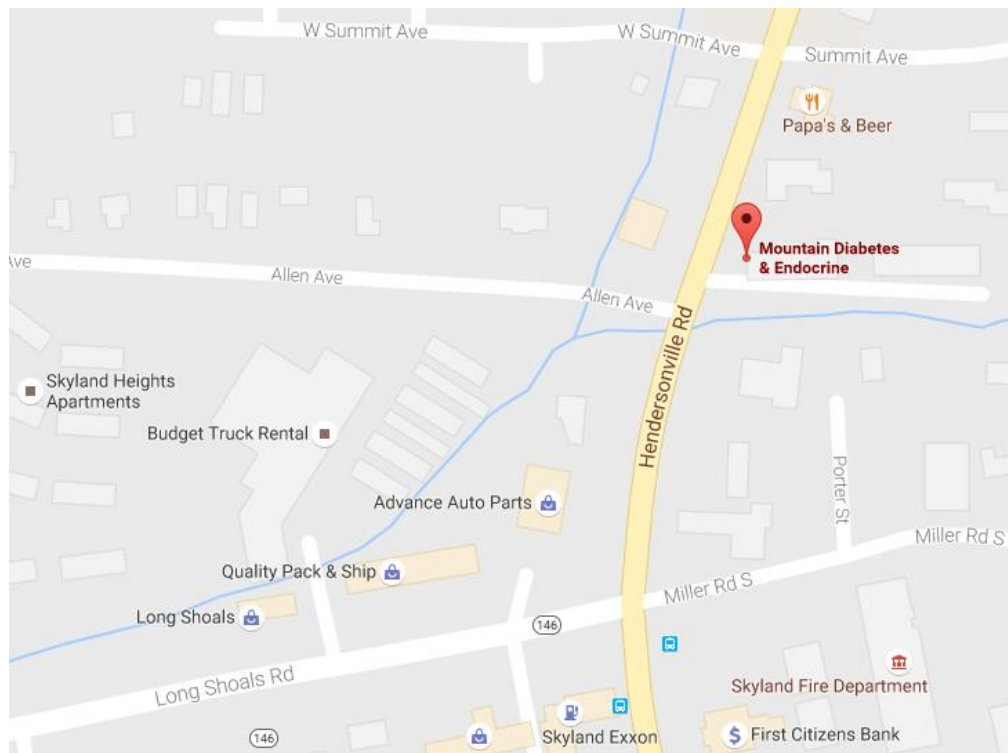 W Summit Ave
W Summit Ave
Summit Ave
Papa's & Beer
Mountain Diabetes
& Endocrine
Ave
Allen Ave
Allen Ave
Hendersonville Rd
Skyland Heights
Apartments
Budget Truck Rental
Porter St
Advance Auto Parts
Miller Rd S
Quality Pack & Ship
Miller Rd S
Long Shoals
146
Long Shoals Rd
Skyland Fire Department
146
Skyland Exxon
$
First Citizens Bank